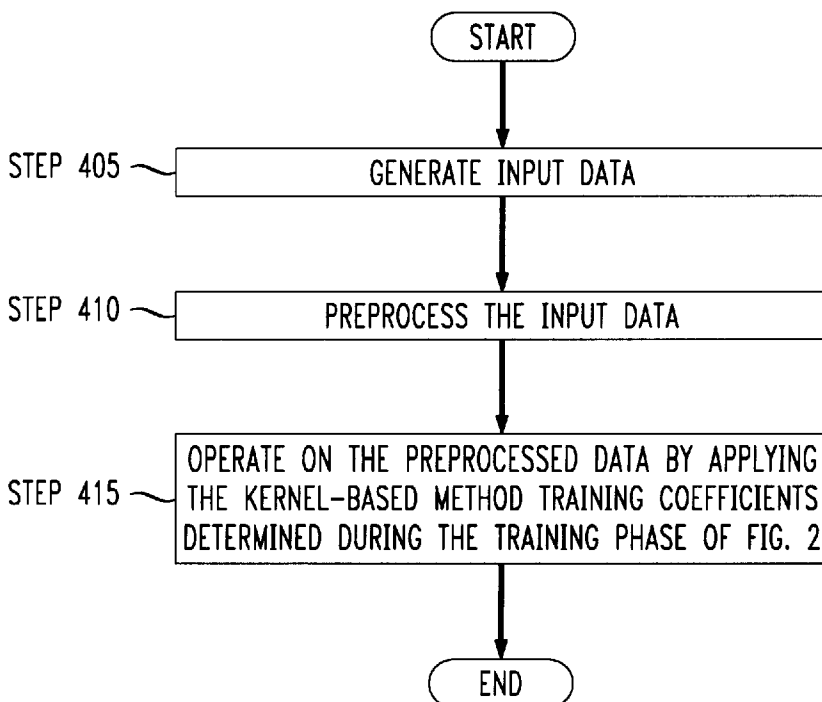 START
STEP 405
GENERATE INPUT DATA
STEP 410
PREPROCESS THE INPUT DATA
STEP 415
OPERATE ON THE PREPROCESSED DATA BY APPLYING
THE KERNEL-BASED METHOD TRAINING COEFFICIENTS
DETERMINED DURING THE TRAINING PHASE OF FIG. 2
END